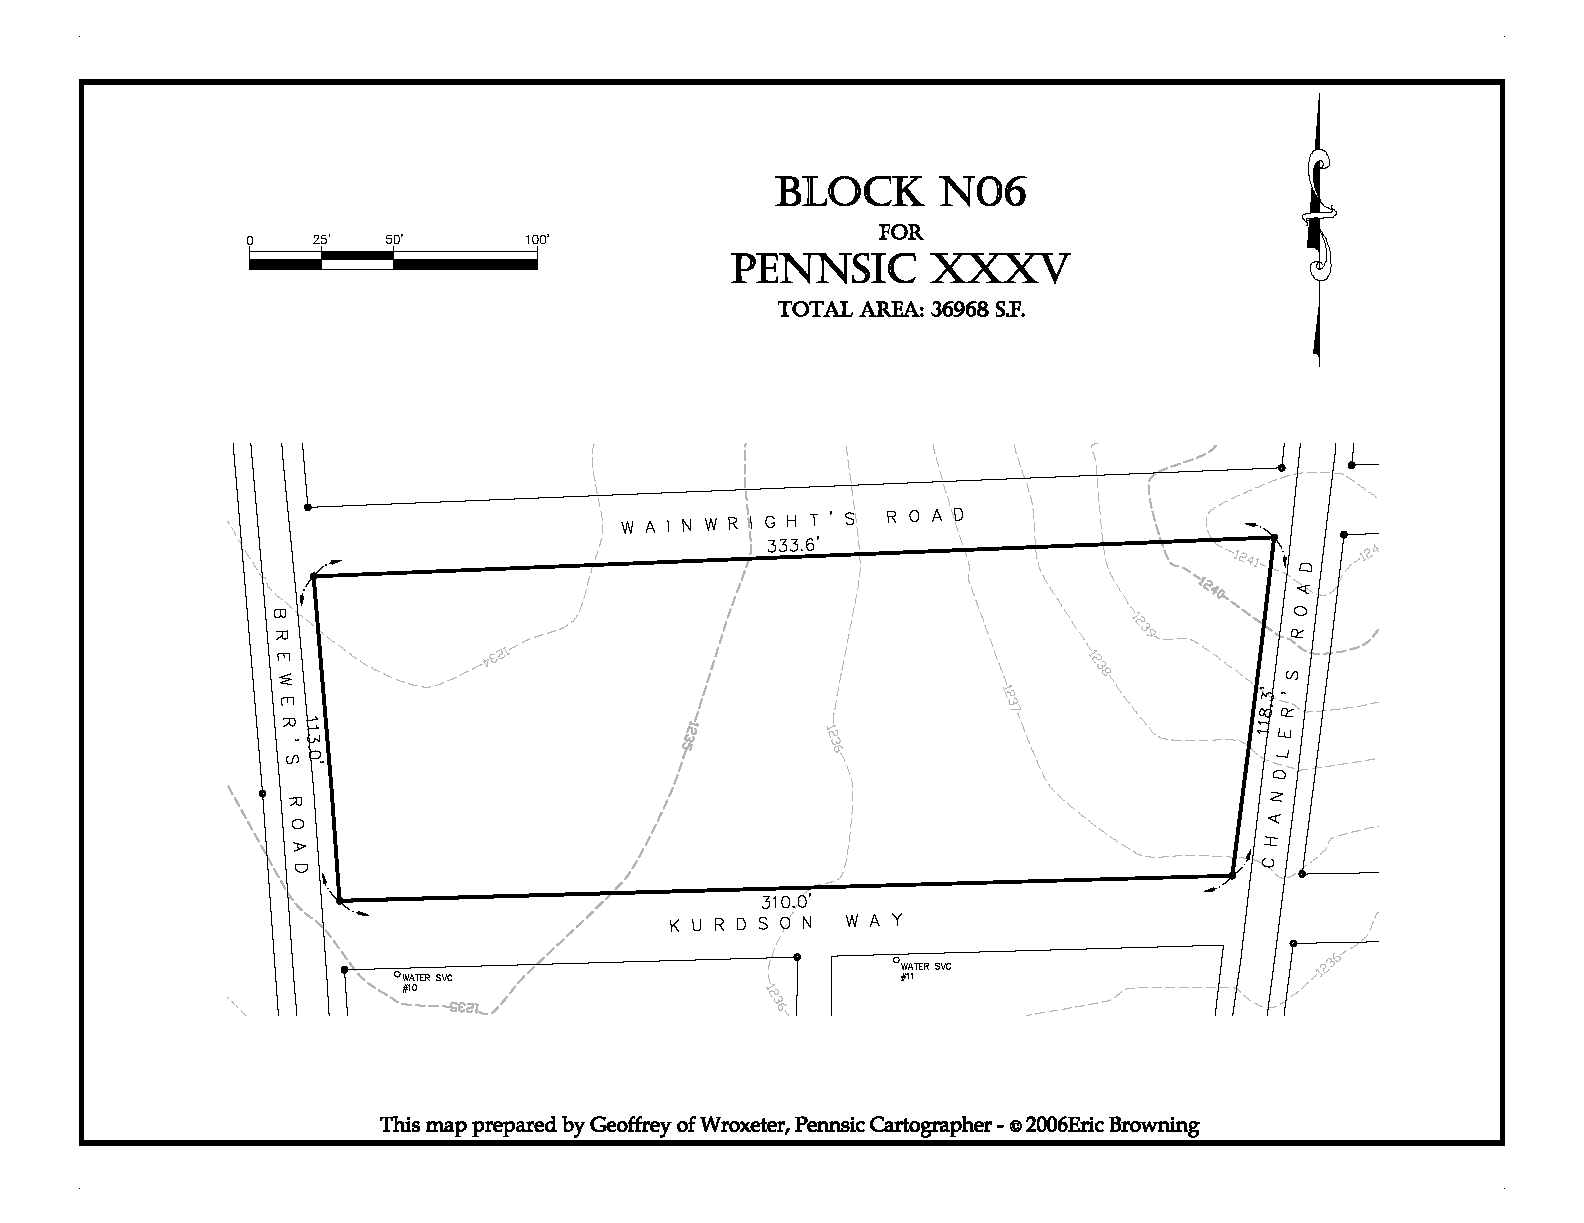 BLOCK N06
FOR
PENNSIC XXXV
TOTAL AREA: 36968 S.F.
0 25' 50' 100'
WAINWRIGHT'S ROAD
333.6'
1241
124
1240
1239
1238
1237
1236
1235
1234
BREWER'S ROAD
113.0'
118.3'
CHANDLER'S ROAD
310.0'
KURDSON WAY
WATER SVC
#10
WATER SVC
#11
1235
1236
1236
This map prepared by Geoffrey of Wroxeter, Pennsic Cartographer - © 2006Eric Browning